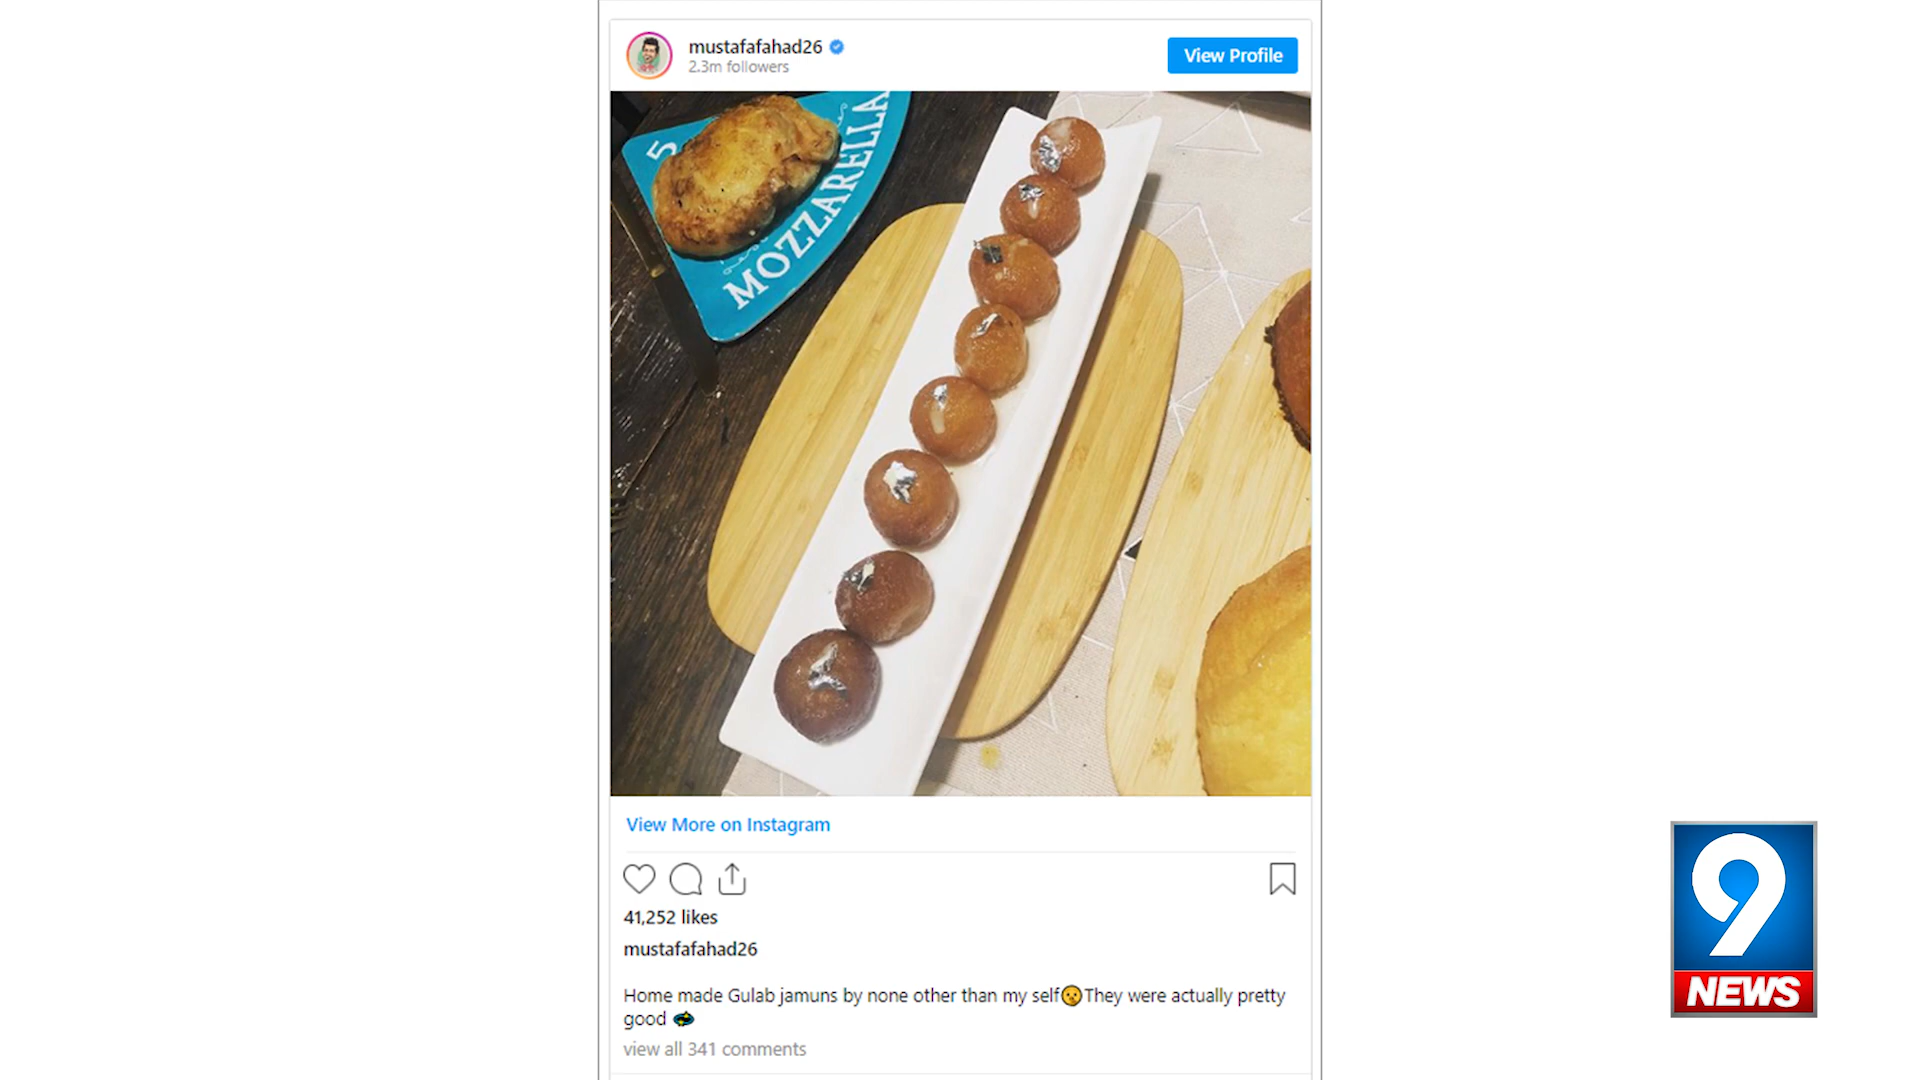 mustafafahad26
2.3m followers
View Profile
5
MOZZARELLA
View More on Instagram
41,252 likes
mustafafahad26
Home made Gulab jamuns by none other than my self🤫They were actually pretty
good 💫
view all 341 comments
9
NEWS